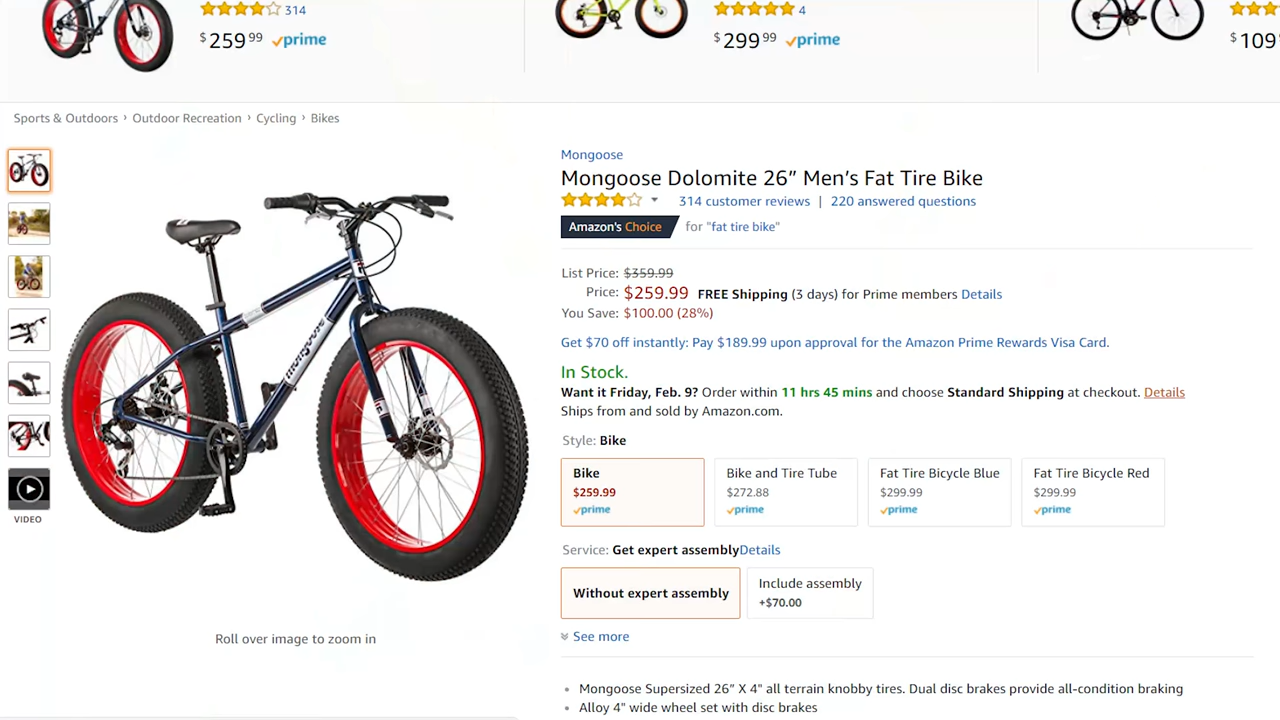 314
$259 99 prime
4
$299 99 prime
$109
Sports & Outdoors › Outdoor Recreation › Cycling › Bikes
Mongoose
Mongoose Dolomite 26” Men’s Fat Tire Bike
314 customer reviews | 220 answered questions
Amazon's Choice for "fat tire bike"
List Price: $359.99
Price: $259.99 FREE Shipping (3 days) for Prime members Details
You Save: $100.00 (28%)
Get $70 off instantly: Pay $189.99 upon approval for the Amazon Prime Rewards Visa Card.
In Stock.
Want it Friday, Feb. 9? Order within 11 hrs 45 mins and choose Standard Shipping at checkout. Details
Ships from and sold by Amazon.com.
Style: Bike
Bike
$259.99
prime
Bike and Tire Tube
$272.88
prime
Fat Tire Bicycle Blue
$299.99
prime
Fat Tire Bicycle Red
$299.99
prime
Service: Get expert assemblyDetails
Without expert assembly
Include assembly
+$70.00
See more
mongoose
VIDEO
Roll over image to zoom in
• Mongoose Supersized 26” X 4" all terrain knobby tires. Dual disc brakes provide all-condition braking
• Alloy 4" wide wheel set with disc brakes